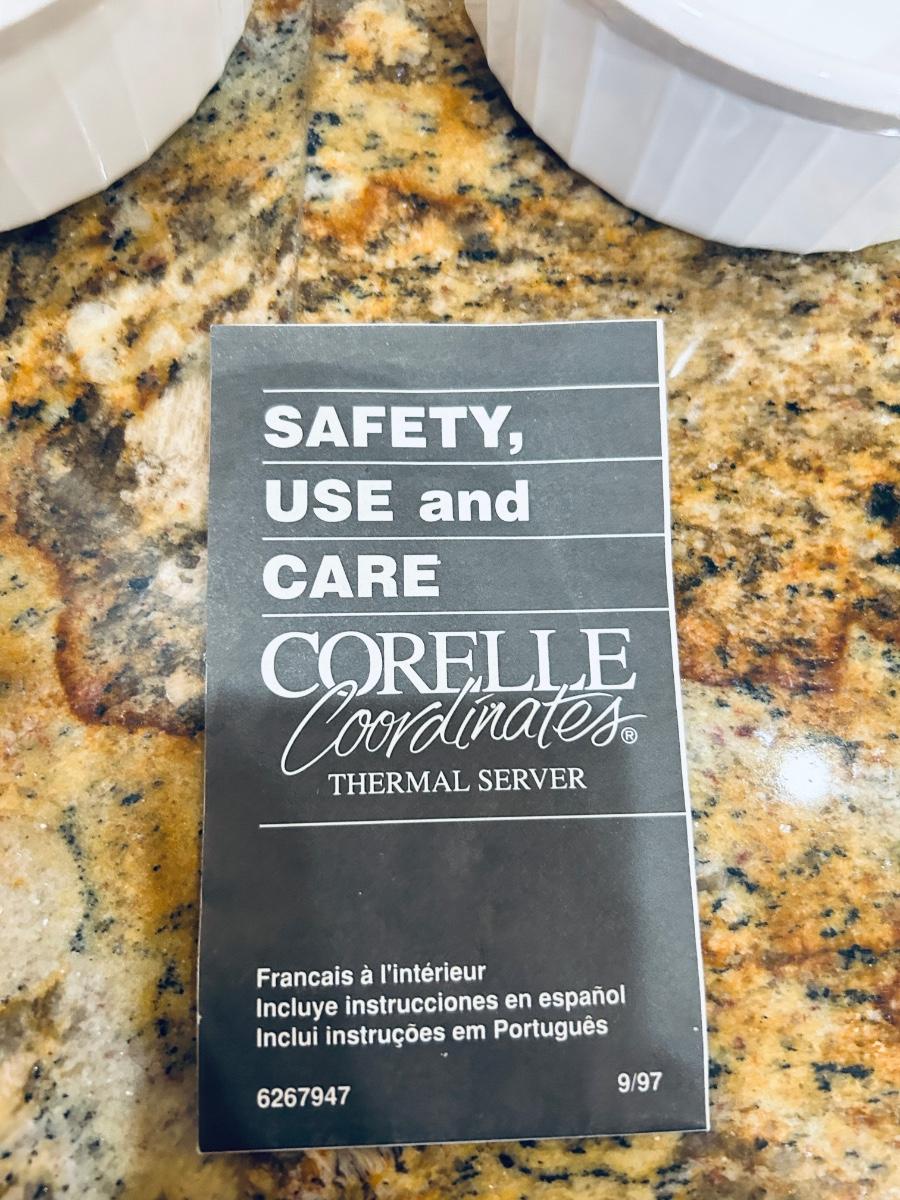 SAFETY,
USE and
CARE
CORELLE
Coordinates®
THERMAL SERVER
Francais à l'intérieur
Incluye instrucciones en español
Inclui instruções em Português
6267947 9/97